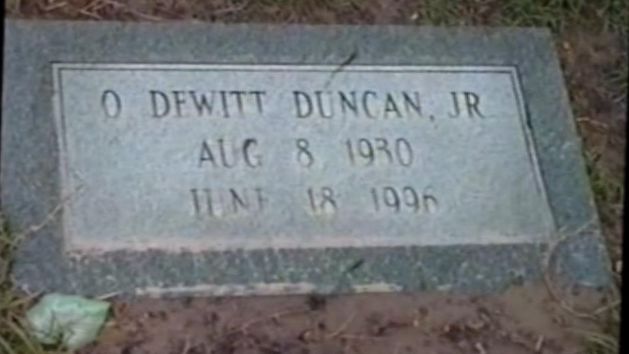 O DEWITT DUNCAN, JR
AUG 8 1930
JUNE 18 1996